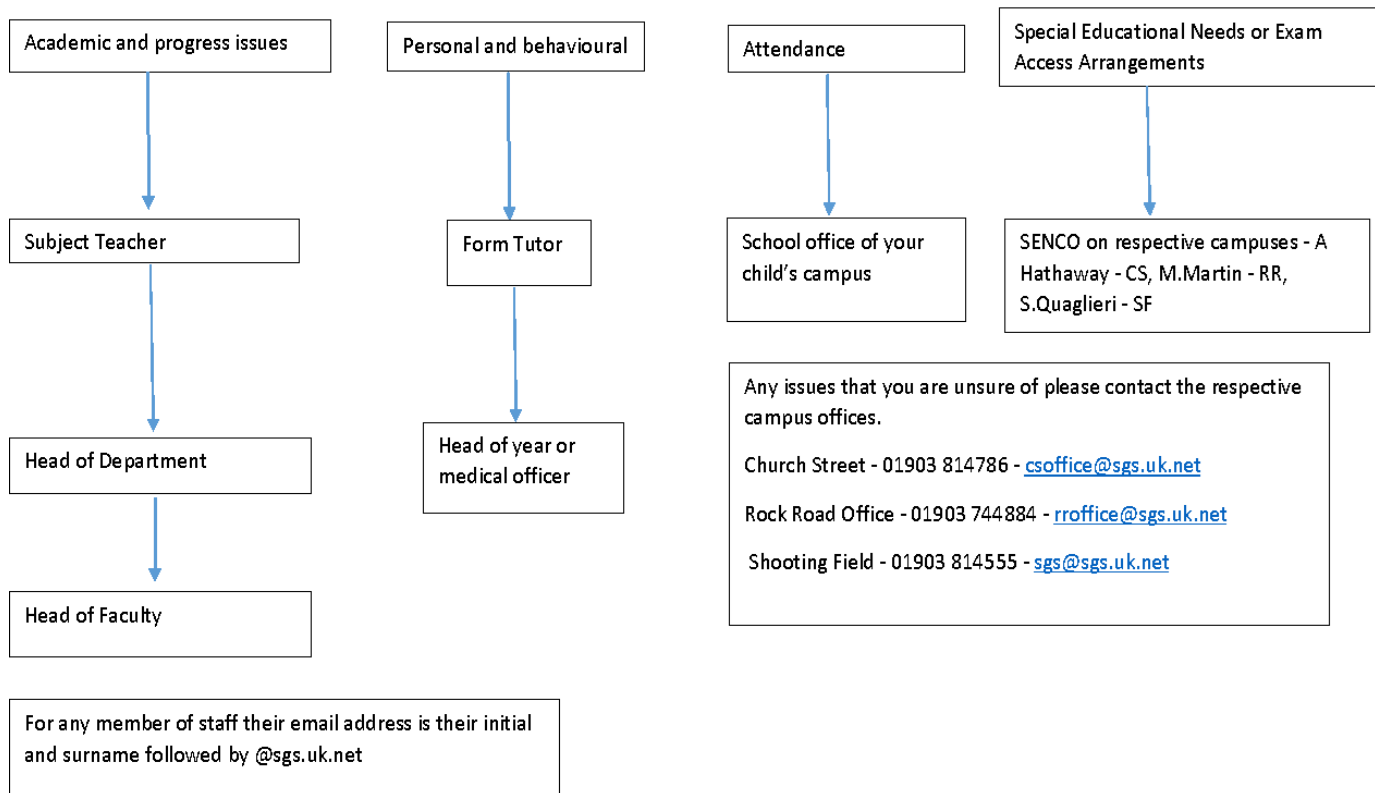 Academic and progress issues
Personal and behavioural
Attendance
Special Educational Needs or Exam
Access Arrangements
Subject Teacher
Form Tutor
School office of your
child's campus
SENCO on respective campuses - A
Hathaway - CS, M.Martin - RR,
S.Quaglieri - SF
Head of Department
Head of year or
medical officer
Any issues that you are unsure of please contact the respective
campus offices.
Church Street - 01903 814786 - csoffice@sgs.uk.net
Rock Road Office - 01903 744884 - rroffice@sgs.uk.net
Shooting Field - 01903 814555 - sgs@sgs.uk.net
Head of Faculty
For any member of staff their email address is their initial
and surname followed by @sgs.uk.net